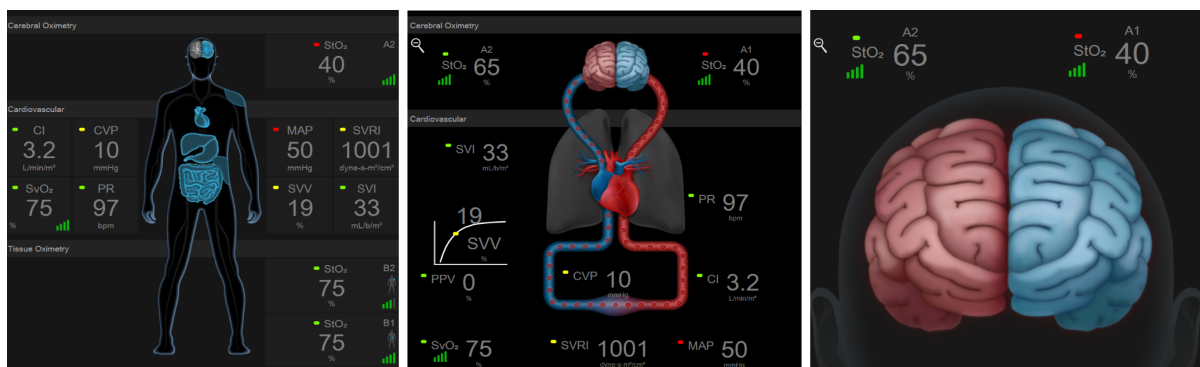 Cerebral Oximetry
StO₂ A2
40
%
Cardiovascular
CI CVP MAP SVRI
3.2 10 50 1001
L/min/m² mmHg mmHg dyne-s-m²/cm⁵
SvO₂ PR SVV SVI
75 97 19 33
% bpm % mL/b/m²
Tissue Oximetry
StO₂ B2
75
%
StO₂ B1
75
%
Cerebral Oximetry
A2 A1
StO₂ 65 StO₂ 40
% %
Cardiovascular
SVI 33
mL/b/m²
PR 97
bpm
19
SVV
%
PPV 0
%
CVP 10
mmHg
CI 3.2
L/min/m²
SvO₂ 75
%
SVRI 1001
dyne-s-m²/cm⁵
MAP 50
mmHg
A2 A1
StO₂ 65 StO₂ 40
% %